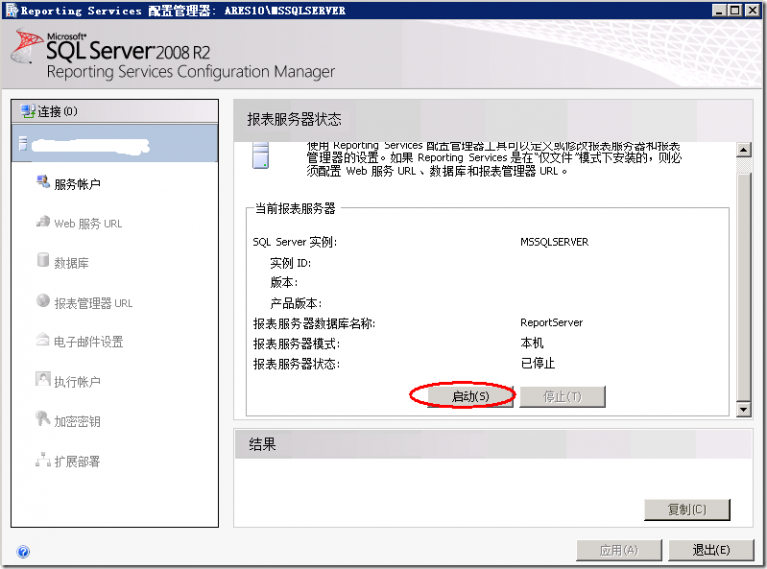 Reporting Services 配置管理器: ARES10\MSSQLSERVER
Microsoft®
SQL Server 2008 R2
Reporting Services Configuration Manager
连接 (0)
服务帐户
Web 服务 URL
数据库
报表管理器 URL
电子邮件设置
执行帐户
加密密钥
扩展部署
报表服务器状态
使用 Reporting Services 配置管理器工具可以定义或修改报表服务器和报表
管理器的设置。如果 Reporting Services 是在“仅文件”模式下安装的，则必
须配置 Web 服务 URL、数据库和报表管理器 URL。
当前报表服务器
SQL Server 实例: MSSQLSERVER
实例 ID:
版本:
产品版本:
报表服务器数据库名称: ReportServer
报表服务器模式: 本机
报表服务器状态: 已停止
启动(S) 停止(T)
结果
复制(C)
应用(A) 退出(E)